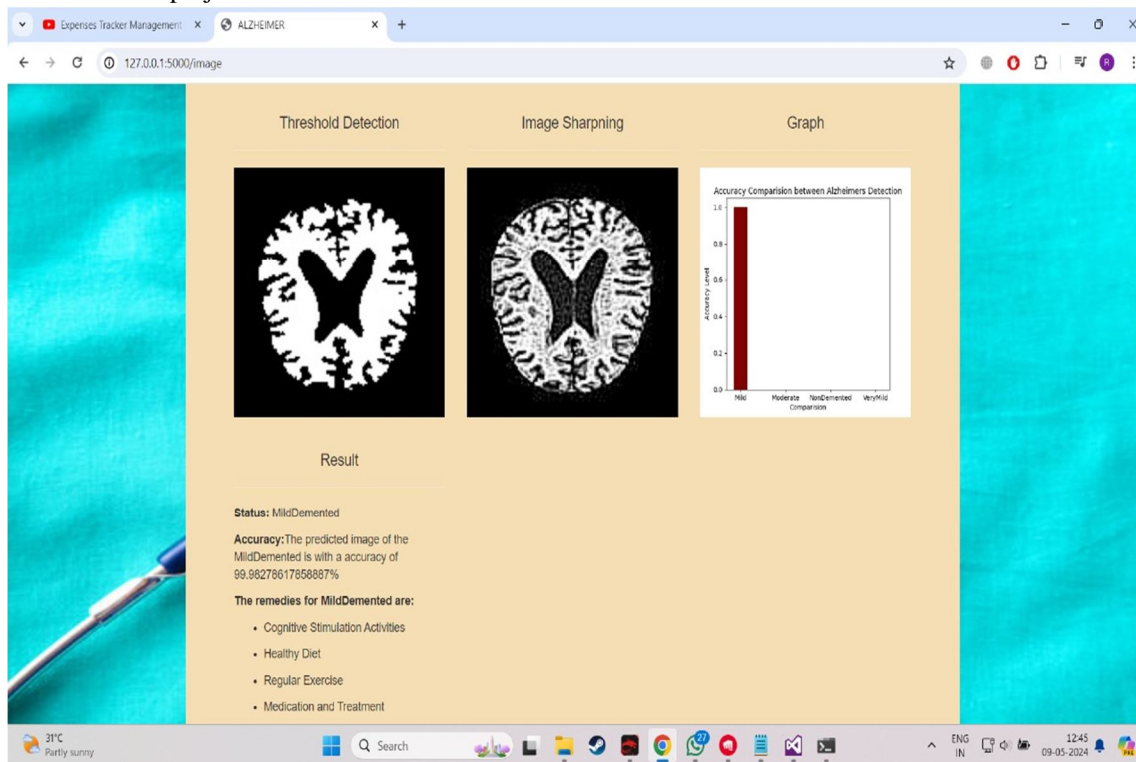 Expenses Tracker Management
ALZHEIMER
127.0.0.1:5000/image
R
Threshold Detection
Image Sharpning
Graph
Accuracy Comparision between Alzheimers Detection
1.0
0.8
0.6
0.4
0.2
0.0
Accuracy Level
Mild Moderate NonDemented VeryMild
Comparision
Result
Status: MildDemented
Accuracy:The predicted image of the
MildDemented is with a accuracy of
99.98278617858887%
The remedies for MildDemented are:
• Cognitive Stimulation Activities
• Healthy Diet
• Regular Exercise
• Medication and Treatment
31°C
Partly sunny
Search
27
ENG
IN
12:45
09-05-2024
PRE